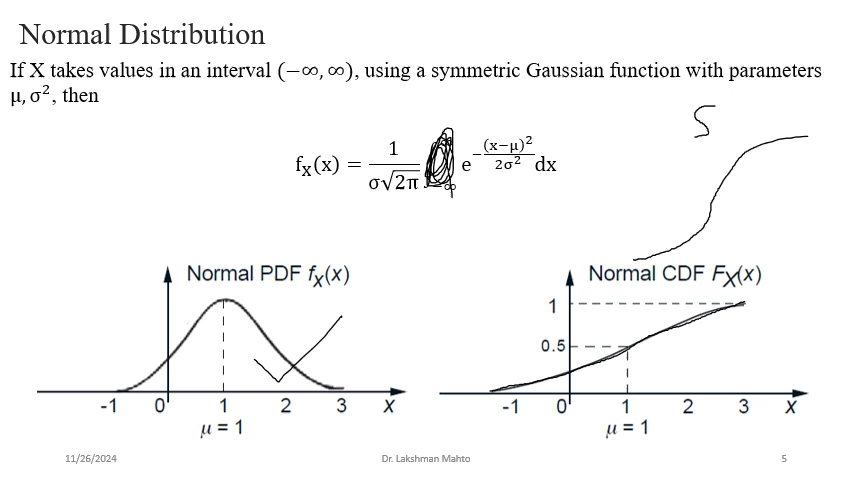 Normal Distribution
If X takes values in an interval (−∞, ∞), using a symmetric Gaussian function with parameters
μ, σ², then
S
f_X(x) = 1/(σ√2π) e^(−(x−μ)²/(2σ²)) dx
Normal PDF f_X(x)
Normal CDF F_X(x)
1
0.5
-1 0 1 2 3 X
-1 0 1 2 3 X
μ = 1
μ = 1
11/26/2024
Dr. Lakshman Mahto
5